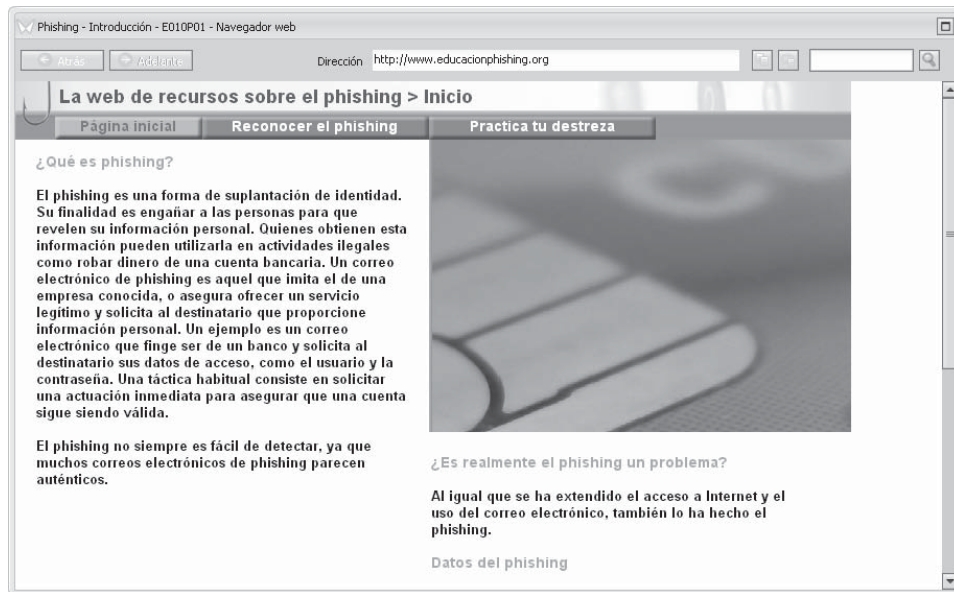 Phishing - Introducción - E010P01 - Navegador web
Atrás
Adelante
Dirección http://www.educacionphishing.org
La web de recursos sobre el phishing > Inicio
Página inicial
Reconocer el phishing
Practica tu destreza
¿Qué es phishing?
El phishing es una forma de suplantación de identidad.
Su finalidad es engañar a las personas para que
revelen su información personal. Quienes obtienen esta
información pueden utilizarla en actividades ilegales
como robar dinero de una cuenta bancaria. Un correo
electrónico de phishing es aquel que imita el de una
empresa conocida, o asegura ofrecer un servicio
legítimo y solicita al destinatario que proporcione
información personal. Un ejemplo es un correo
electrónico que finge ser de un banco y solicita al
destinatario sus datos de acceso, como el usuario y la
contraseña. Una táctica habitual consiste en solicitar
una actuación inmediata para asegurar que una cuenta
sigue siendo válida.
El phishing no siempre es fácil de detectar, ya que
muchos correos electrónicos de phishing parecen
auténticos.
¿Es realmente el phishing un problema?
Al igual que se ha extendido el acceso a Internet y el
uso del correo electrónico, también lo ha hecho el
phishing.
Datos del phishing